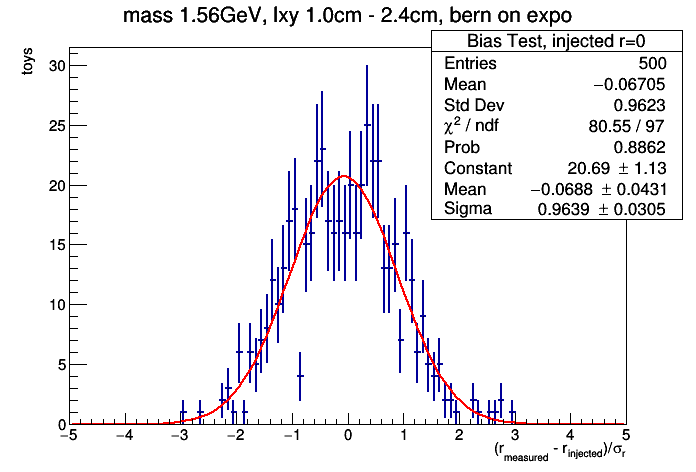 mass 1.56GeV, lxy 1.0cm - 2.4cm, bern on expo
Bias Test, injected r=0
Entries 500
Mean −0.06705
Std Dev 0.9623
χ² / ndf 80.55 / 97
Prob 0.8862
Constant 20.69 ± 1.13
Mean −0.0688 ± 0.0431
Sigma 0.9639 ± 0.0305
toys
30
25
20
15
10
5
0
−5 −4 −3 −2 −1 0 1 2 3 4 5
(r_measured - r_injected)/σ_r